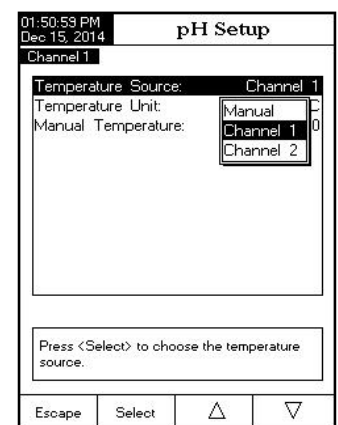 01:50:59 PM
Dec 15, 2014
pH Setup
Channel 1
Temperature Source: Channel 1
Temperature Unit: C
Manual Temperature: 0
Manual
Channel 1
Channel 2
Press <Select> to choose the temperature
source.
Escape Select △ ▽